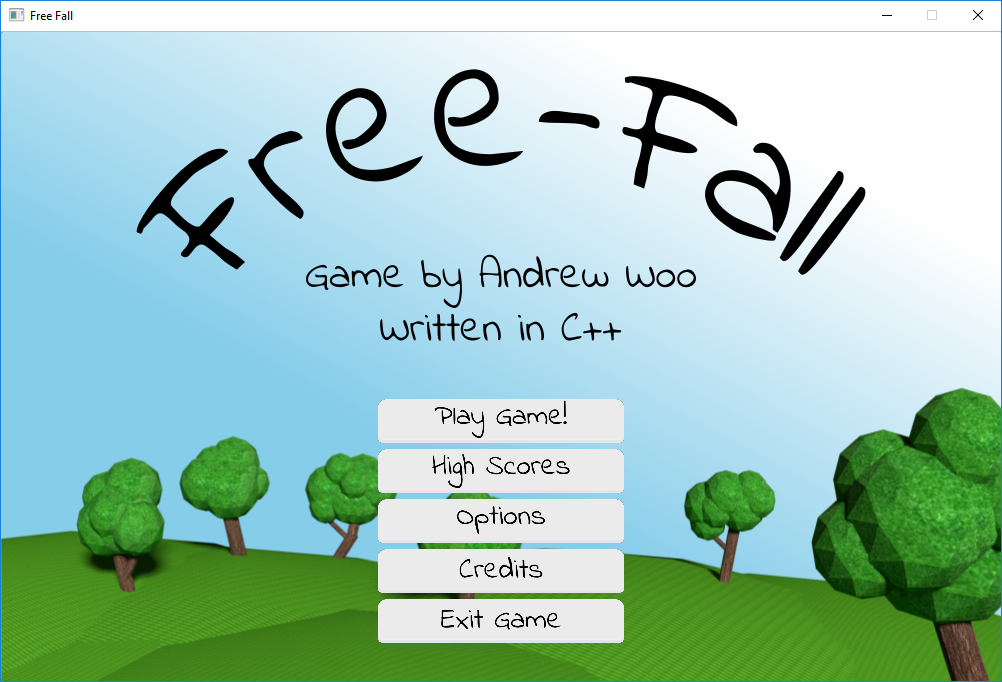 Free Fall
Free-Fall
Game by Andrew Woo
Written in C++
Play Game!
High Scores
Options
Credits
Exit Game